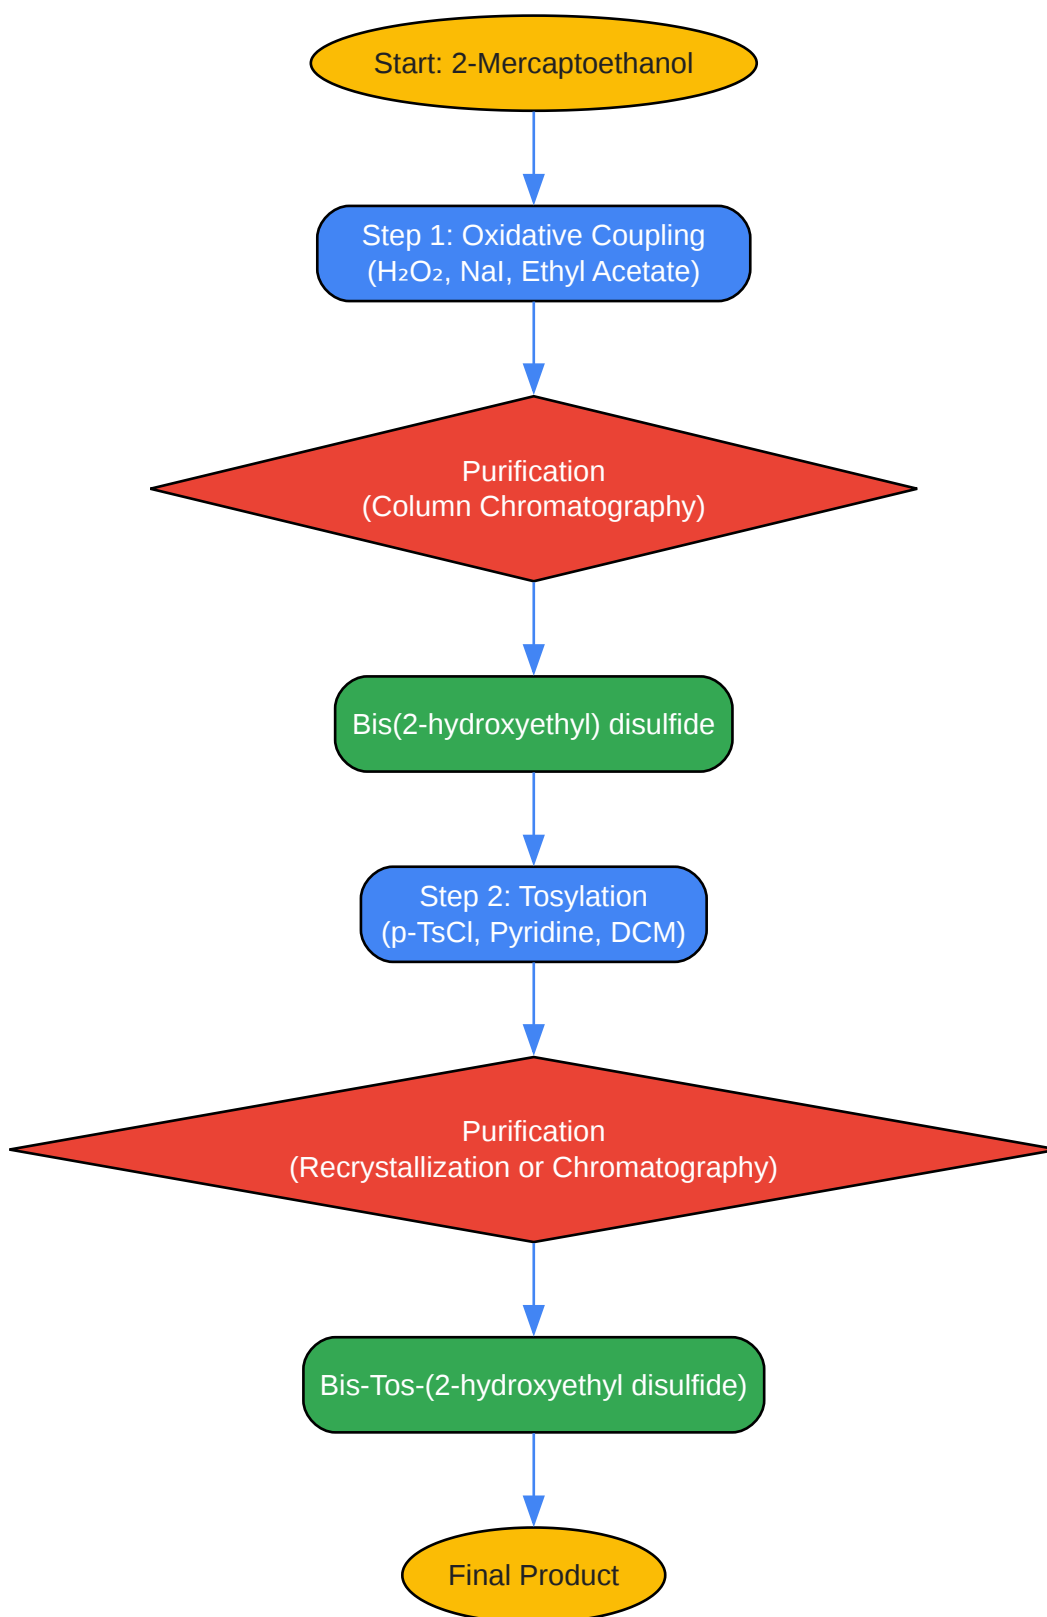 Start: 2-Mercaptoethanol
Step 1: Oxidative Coupling
(H₂O₂, NaI, Ethyl Acetate)
Purification
(Column Chromatography)
Bis(2-hydroxyethyl) disulfide
Step 2: Tosylation
(p-TsCl, Pyridine, DCM)
Purification
(Recrystallization or Chromatography)
Bis-Tos-(2-hydroxyethyl disulfide)
Final Product